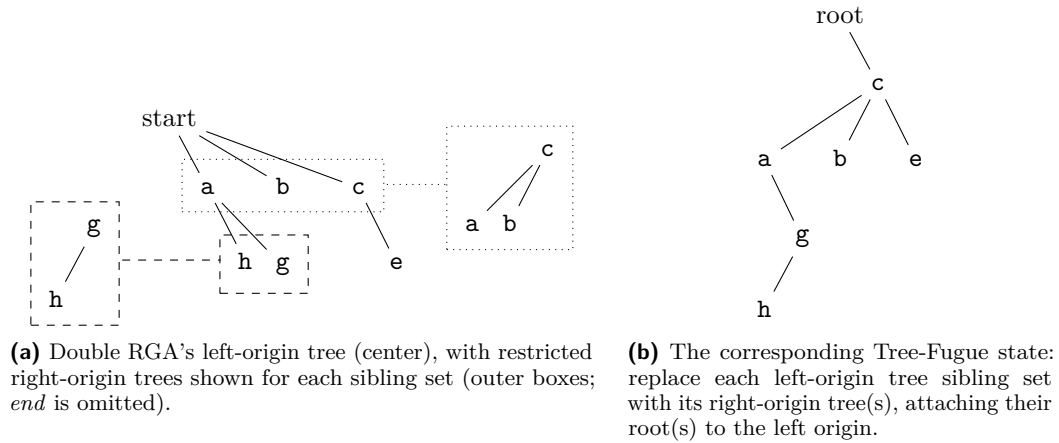 start
a b c
h g e
g
h
c
a b
(a) Double RGA's left-origin tree (center), with restricted
right-origin trees shown for each sibling set (outer boxes;
end is omitted).
root
c
a b e
g
h
(b) The corresponding Tree-Fugue state:
replace each left-origin tree sibling set
with its right-origin tree(s), attaching their
root(s) to the left origin.